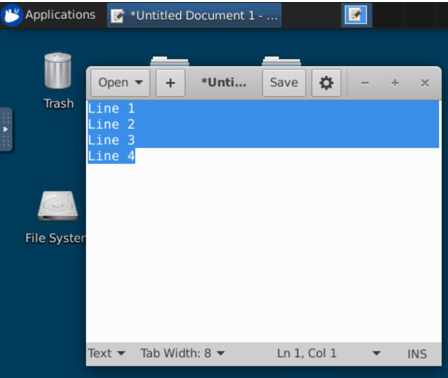 Applications
*Untitled Document 1 - ...
Trash
File System
Open
+
*Unti...
Save
Line 1
Line 2
Line 3
Line 4
Text
Tab Width: 8
Ln 1, Col 1
INS